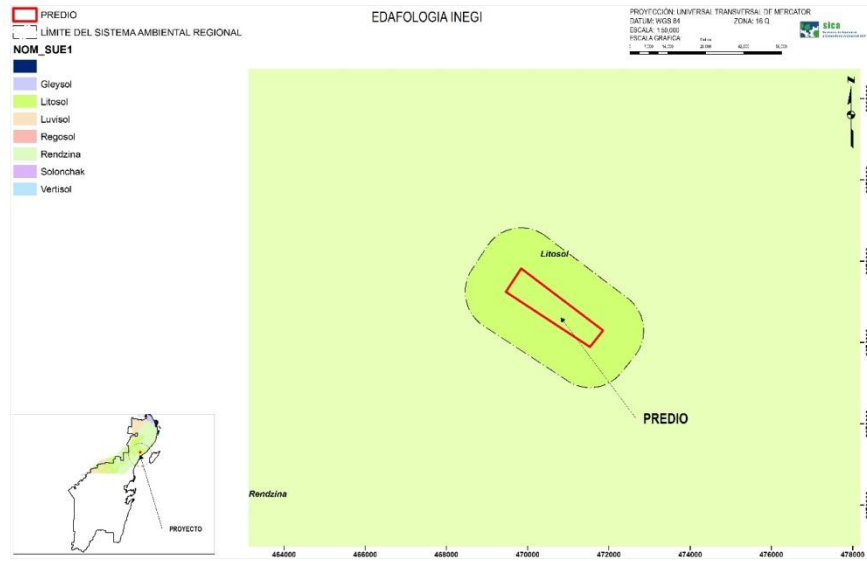 PREDIO
LÍMITE DEL SISTEMA AMBIENTAL REGIONAL
EDAFOLOGIA INEGI
PROYECCIÓN: UNIVERSAL TRANSVERSAL DE MERCATOR
DATUM: WGS 84 ZONA: 16 Q
ESCALA: 1:50,000
ESCALA GRAFICA:
sica
NOM_SUE1
Gleysol
Litosol
Luvisol
Regosol
Rendzina
Solonchak
Vertisol
N
Litosol
PREDIO
Rendzina
PROYECTO
464000 466000 468000 470000 472000 474000 476000 478000